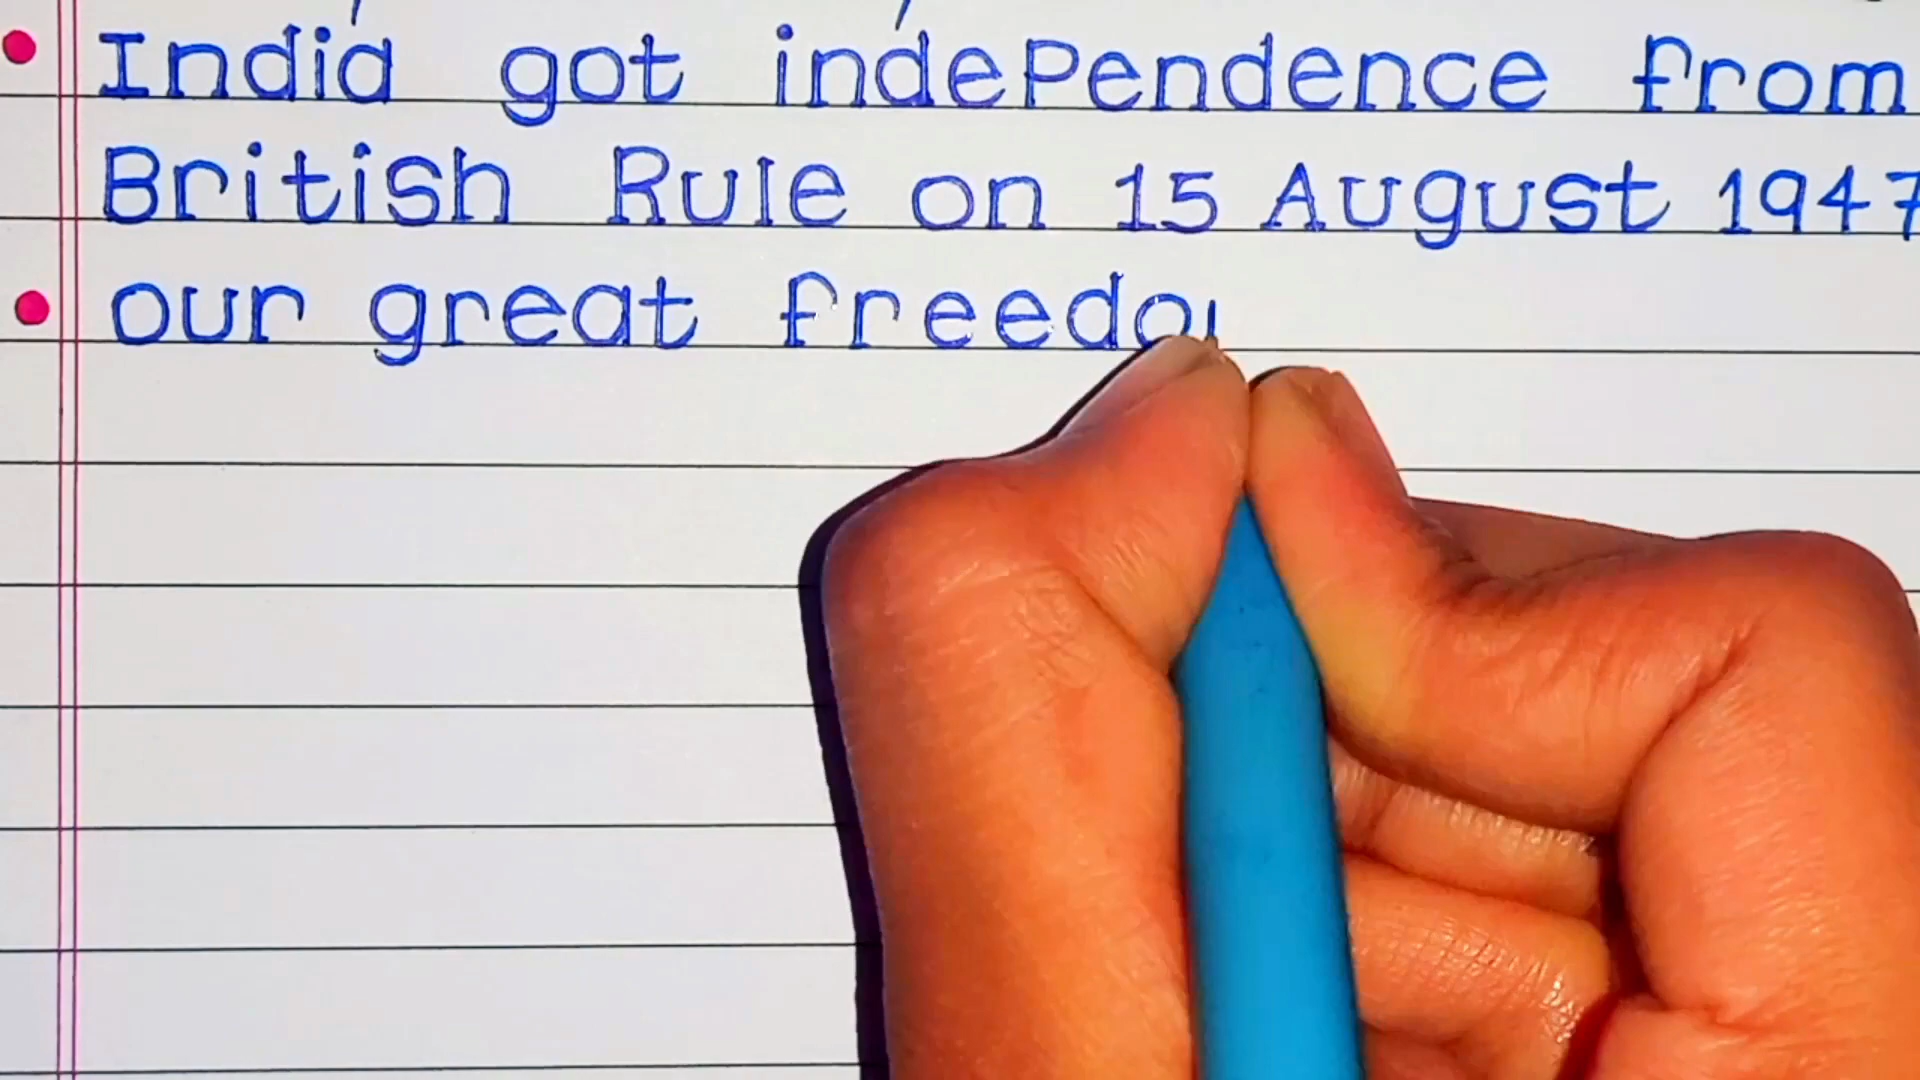 India got independence from
British Rule on 15 August 1947
our great freedo